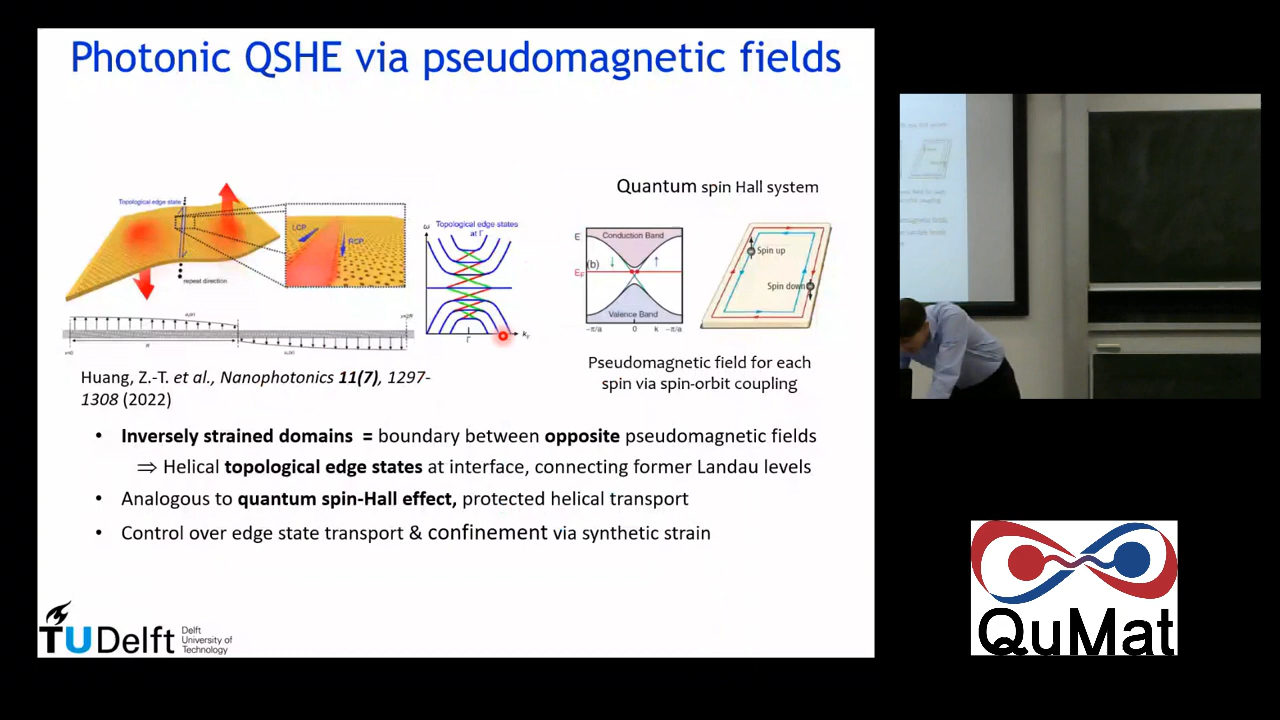 Photonic QSHE via pseudomagnetic fields
Topological edge state
LCP
RCP
repeat direction
ω
Topological edge states
at Γ
Γ
Quantum spin Hall system
E
Conduction Band
(b)
E_F
Valence Band
−π/a
0
k
−π/a
Spin up
Spin down
Pseudomagnetic field for each
spin via spin-orbit coupling
Huang, Z.-T. et al., Nanophotonics 11(7), 1297-
1308 (2022)
• Inversely strained domains = boundary between opposite pseudomagnetic fields
⇒ Helical topological edge states at interface, connecting former Landau levels
• Analogous to quantum spin-Hall effect, protected helical transport
• Control over edge state transport & confinement via synthetic strain
TUDelft
Delft
University of
Technology
QuMat